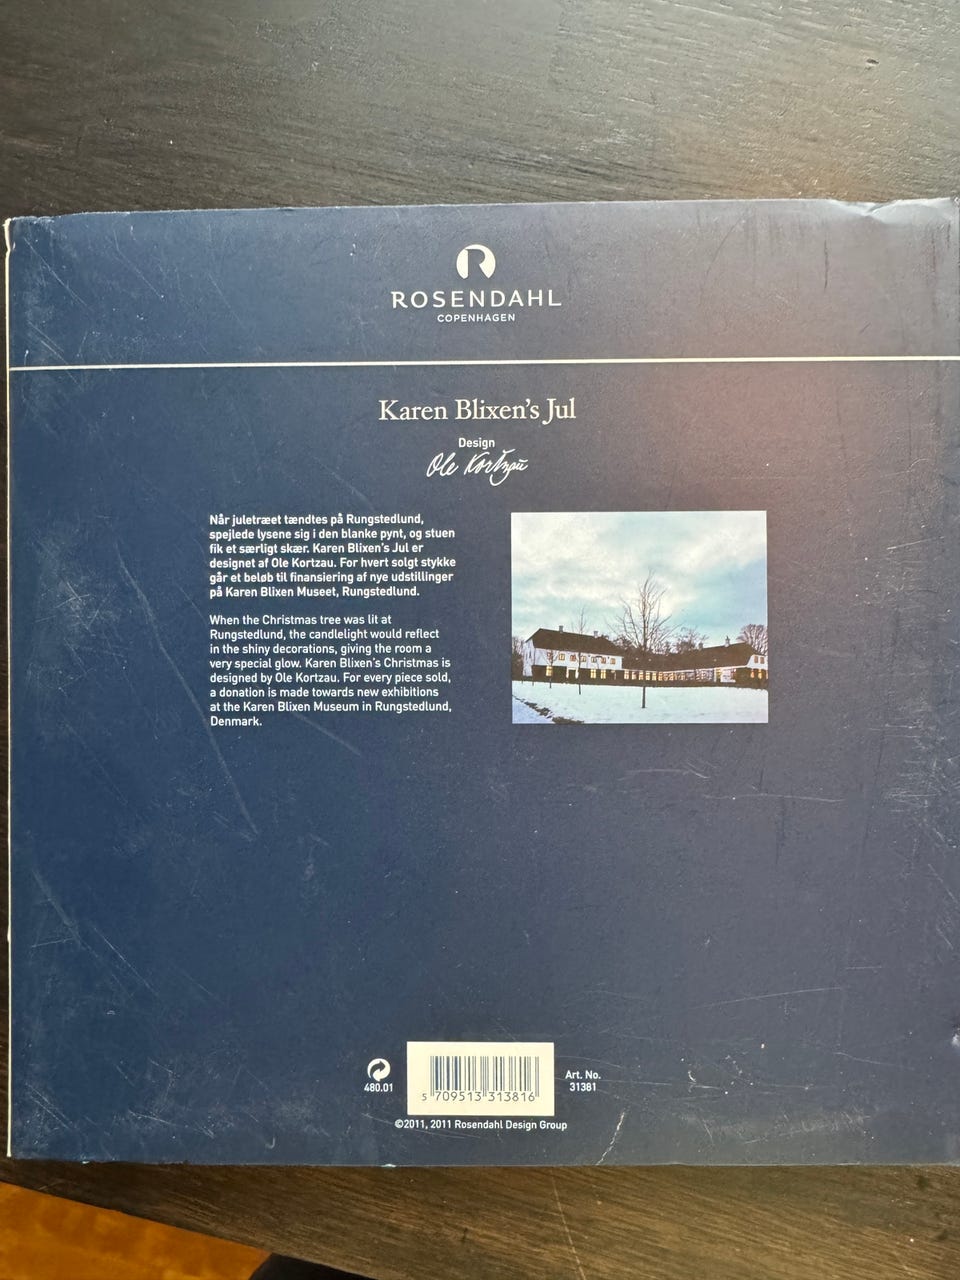 R
ROSENDAHL
COPENHAGEN
Karen Blixen's Jul
Design
Ole Kortzau
Når juletræet tændtes på Rungstedlund,
spejlede lysene sig i den blanke pynt, og stuen
fik et særligt skær. Karen Blixen's Jul er
designet af Ole Kortzau. For hvert solgt stykke
går et beløb til finansiering af nye udstillinger
på Karen Blixen Museet, Rungstedlund.
When the Christmas tree was lit at
Rungstedlund, the candlelight would reflect
in the shiny decorations, giving the room a
very special glow. Karen Blixen's Christmas is
designed by Ole Kortzau. For every piece sold,
a donation is made towards new exhibitions
at the Karen Blixen Museum in Rungstedlund,
Denmark.
480.01
5 709513 313816
Art. No.
31381
©2011, 2011 Rosendahl Design Group